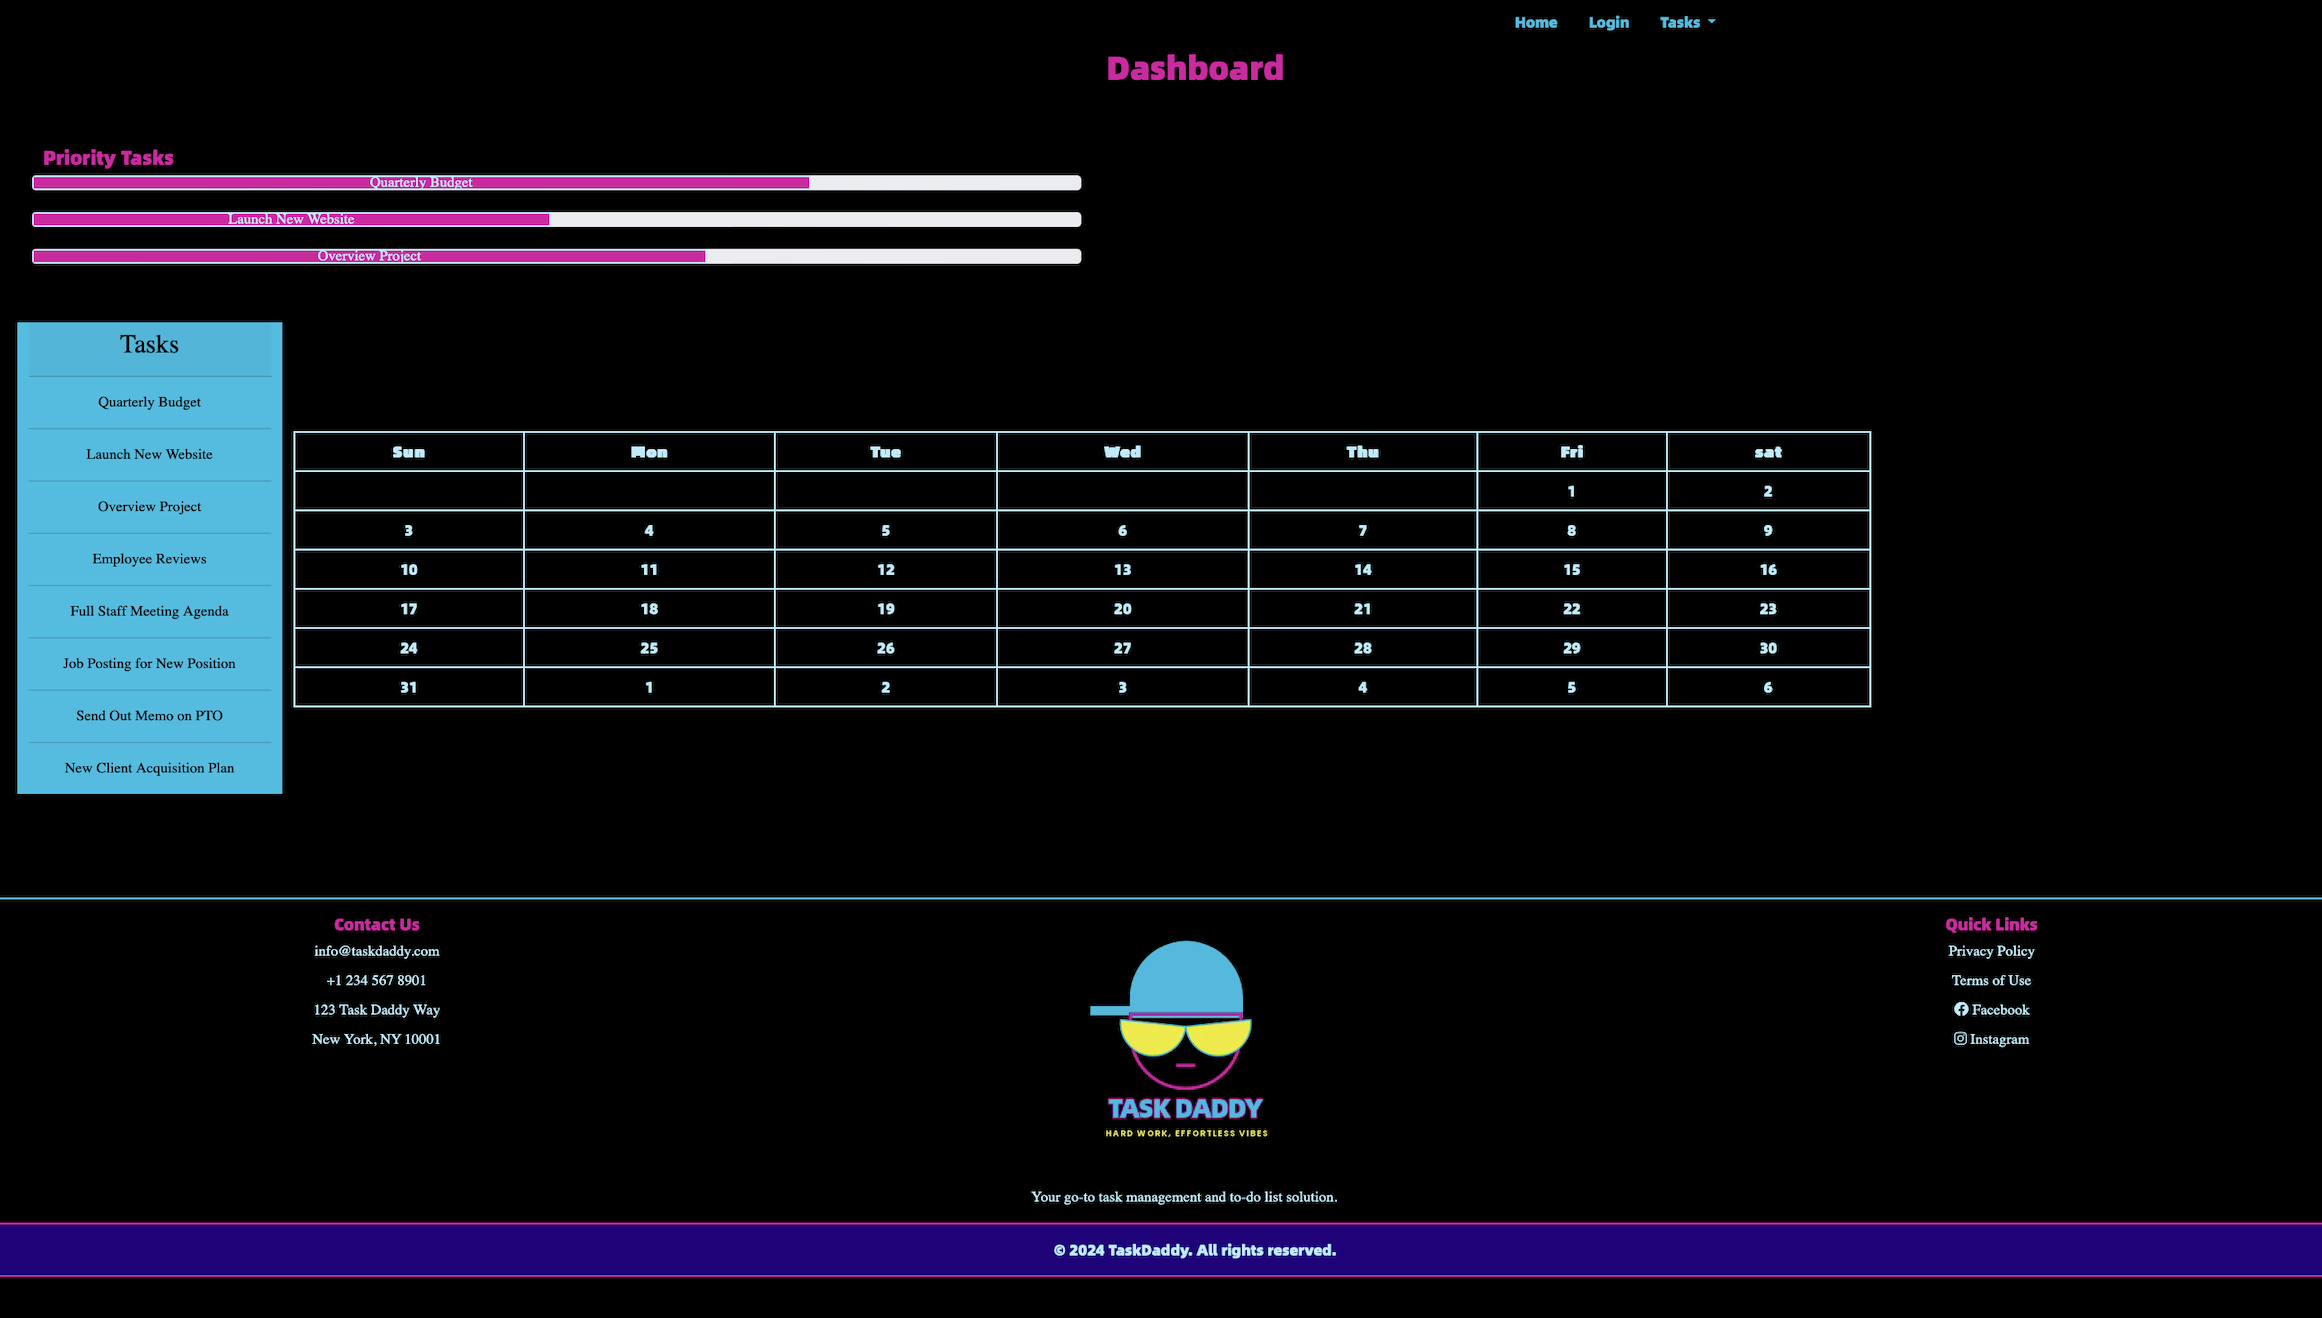 Home Login Tasks
Dashboard
Priority Tasks
Quarterly Budget
Launch New Website
Overview Project
Tasks
Quarterly Budget
Launch New Website
Overview Project
Employee Reviews
Full Staff Meeting Agenda
Job Posting for New Position
Send Out Memo on PTO
New Client Acquisition Plan
Sun Mon Tue Wed Thu Fri sat
1 2
3 4 5 6 7 8 9
10 11 12 13 14 15 16
17 18 19 20 21 22 23
24 25 26 27 28 29 30
31 1 2 3 4 5 6
Contact Us
info@taskdaddy.com
+1 234 567 8901
123 Task Daddy Way
New York, NY 10001
TASK DADDY
HARD WORK, EFFORTLESS VIBES
Your go-to task management and to-do list solution.
Quick Links
Privacy Policy
Terms of Use
Facebook
Instagram
© 2024 TaskDaddy. All rights reserved.